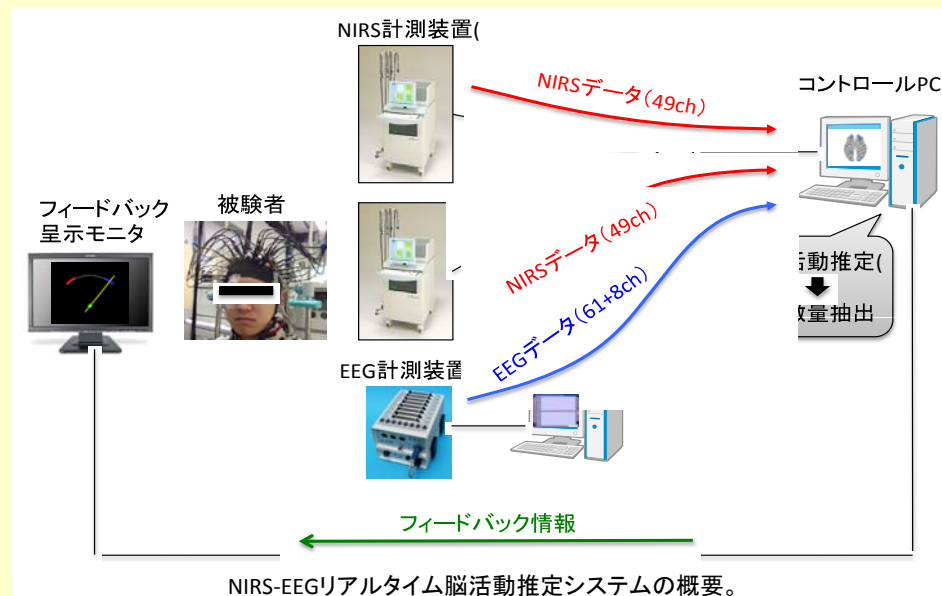 NIRS計測装置(
NIRSデータ(49ch)
コントロールPC
フィードバック
呈示モニタ
被験者
NIRSデータ(49ch)
EEGデータ(61+8ch)
活動推定(
数量抽出
EEG計測装置
フィードバック情報
NIRS-EEGリアルタイム脳活動推定システムの概要。